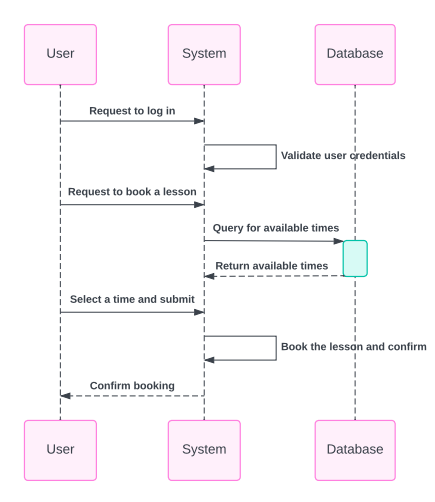 User
System
Database
Request to log in
Validate user credentials
Request to book a lesson
Query for available times
Return available times
Select a time and submit
Book the lesson and confirm
Confirm booking
User
System
Database